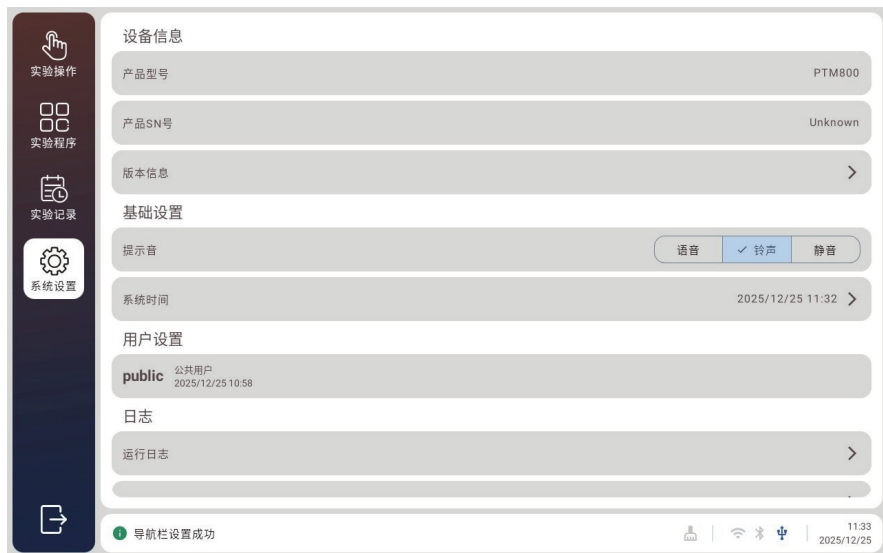 实验操作
实验程序
实验记录
系统设置
设备信息
产品型号 PTM800
产品SN号 Unknown
版本信息
基础设置
提示音 语音 铃声 静音
系统时间 2025/12/25 11:32
用户设置
public 公共用户
2025/12/25 10:58
日志
运行日志
导航栏设置成功
11:33
2025/12/25